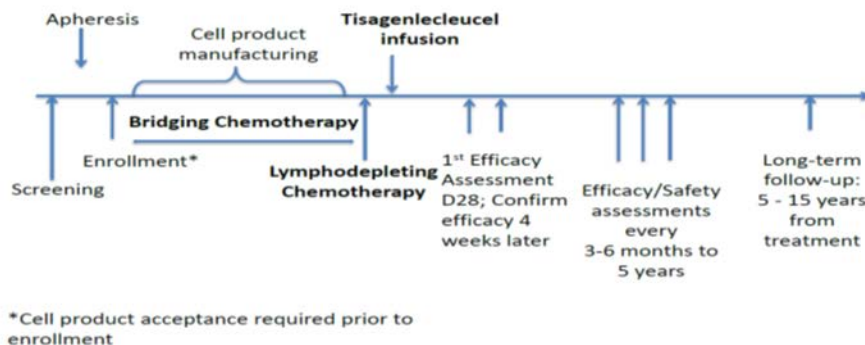 Apheresis
Cell product
manufacturing
Tisagenlecleucel
infusion
Bridging Chemotherapy
Enrollment*
Screening
Lymphodepleting
Chemotherapy
1st Efficacy
Assessment
D28; Confirm
efficacy 4
weeks later
Efficacy/Safety
assessments
every
3-6 months to
5 years
Long-term
follow-up:
5 - 15 years
from
treatment
*Cell product acceptance required prior to
enrollment